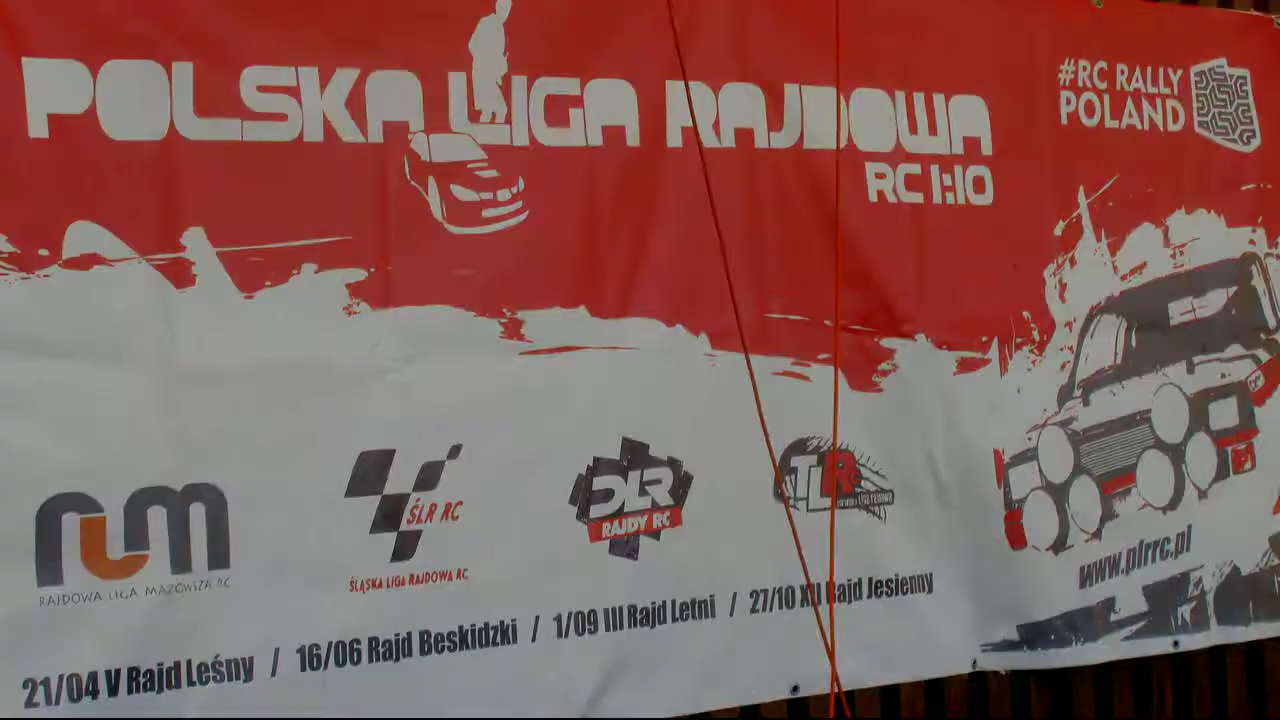 POLSKA LIGA RAJDOWA
RC 1:10
#RC RALLY
POLAND
rLm
RAJDOWA LIGA MAZOWSZA RC
ŚLR RC
ŚLĄSKA LIGA RAJDOWA RC
DLR
RAJDY RC
TLR
21/04 V Rajd Leśny / 16/06 Rajd Beskidzki / 1/09 III Rajd Letni / 27/10 XII Rajd Jesienny
www.plrrc.pl